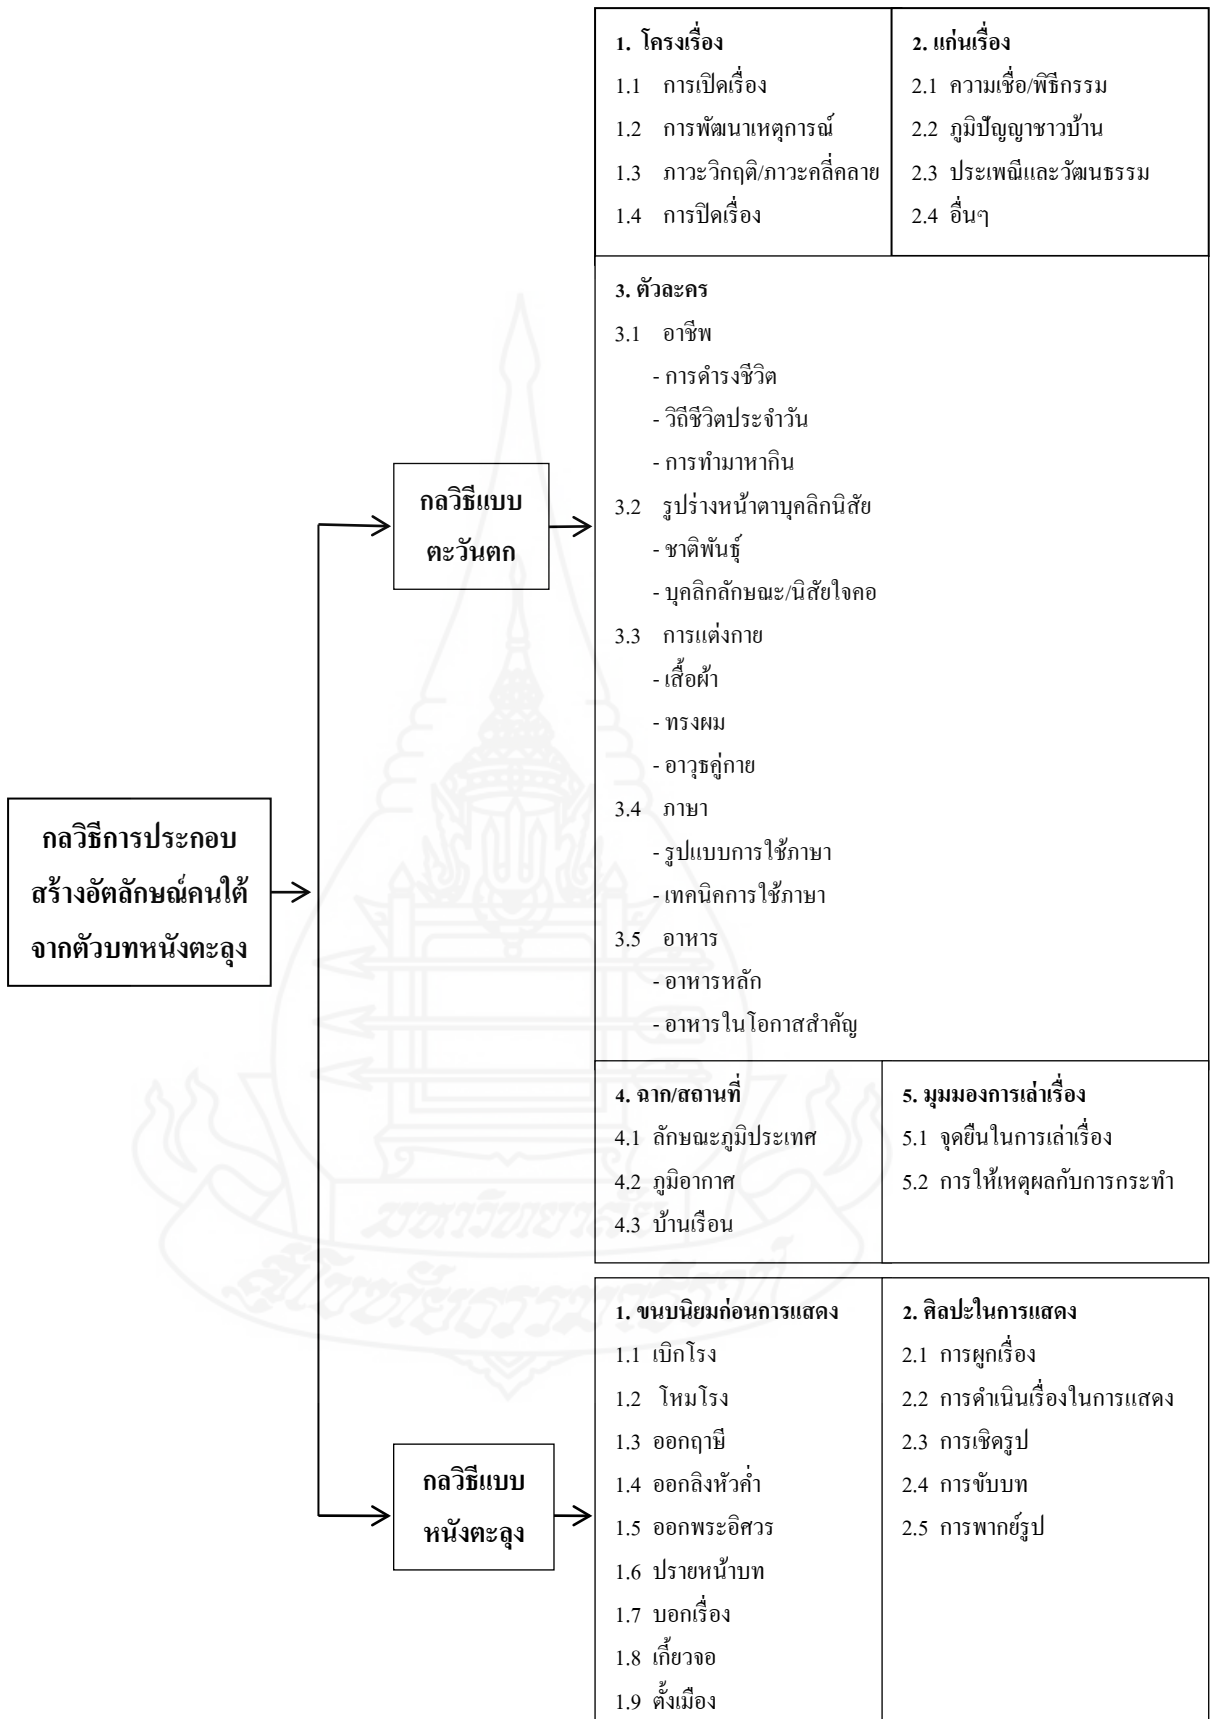 กลวิธีการประกอบ
สร้างอัตลักษณ์คนใต้
จากตัวบทหนังตะลุง
กลวิธีแบบ
ตะวันตก
1. โครงเรื่อง
1.1 การเปิดเรื่อง
1.2 การพัฒนาเหตุการณ์
1.3 ภาวะวิกฤติ/ภาวะคลี่คลาย
1.4 การปิดเรื่อง
2. แก่นเรื่อง
2.1 ความเชื่อ/พิธีกรรม
2.2 ภูมิปัญญาชาวบ้าน
2.3 ประเพณีและวัฒนธรรม
2.4 อื่นๆ
3. ตัวละคร
3.1 อาชีพ
- การดำรงชีวิต
- วิถีชีวิตประจำวัน
- การทำมาหากิน
3.2 รูปร่างหน้าตาบุคลิกนิสัย
- ชาติพันธุ์
- บุคลิกลักษณะ/นิสัยใจคอ
3.3 การแต่งกาย
- เสื้อผ้า
- ทรงผม
- อาวุธคู่กาย
3.4 ภาษา
- รูปแบบการใช้ภาษา
- เทคนิคการใช้ภาษา
3.5 อาหาร
- อาหารหลัก
- อาหารในโอกาสสำคัญ
4. ฉาก/สถานที่
4.1 ลักษณะภูมิประเทศ
4.2 ภูมิอากาศ
4.3 บ้านเรือน
5. มุมมองการเล่าเรื่อง
5.1 จุดยืนในการเล่าเรื่อง
5.2 การให้เหตุผลกับการกระทำ
กลวิธีแบบ
หนังตะลุง
1. ขนบนิยมก่อนการแสดง
1.1 เบิกโรง
1.2 โหมโรง
1.3 ออกฤาษี
1.4 ออกลิงหัวค่ำ
1.5 ออกพระอิศวร
1.6 ปรายหน้าบท
1.7 บอกเรื่อง
1.8 เกี้ยวจอ
1.9 ตั้งเมือง
2. ศิลปะในการแสดง
2.1 การผูกเรื่อง
2.2 การดำเนินเรื่องในการแสดง
2.3 การเชิดรูป
2.4 การขับบท
2.5 การพากย์รูป
มหาวิทยาลัย
สุโขทัยธรรมาธิราช